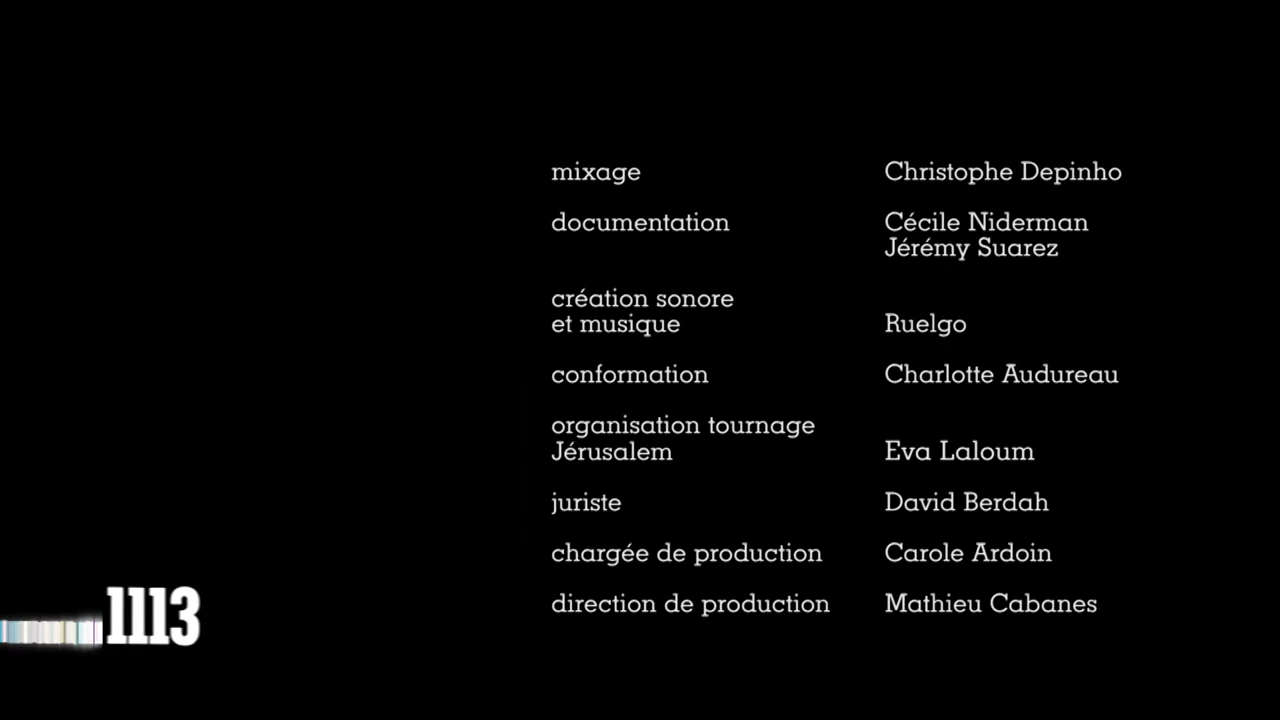 mixage Christophe Depinho
documentation Cécile Niderman
Jérémy Suarez
création sonore
et musique Ruelgo
conformation Charlotte Audureau
organisation tournage
Jérusalem Eva Laloum
juriste David Berdah
chargée de production Carole Ardoin
direction de production Mathieu Cabanes
1113